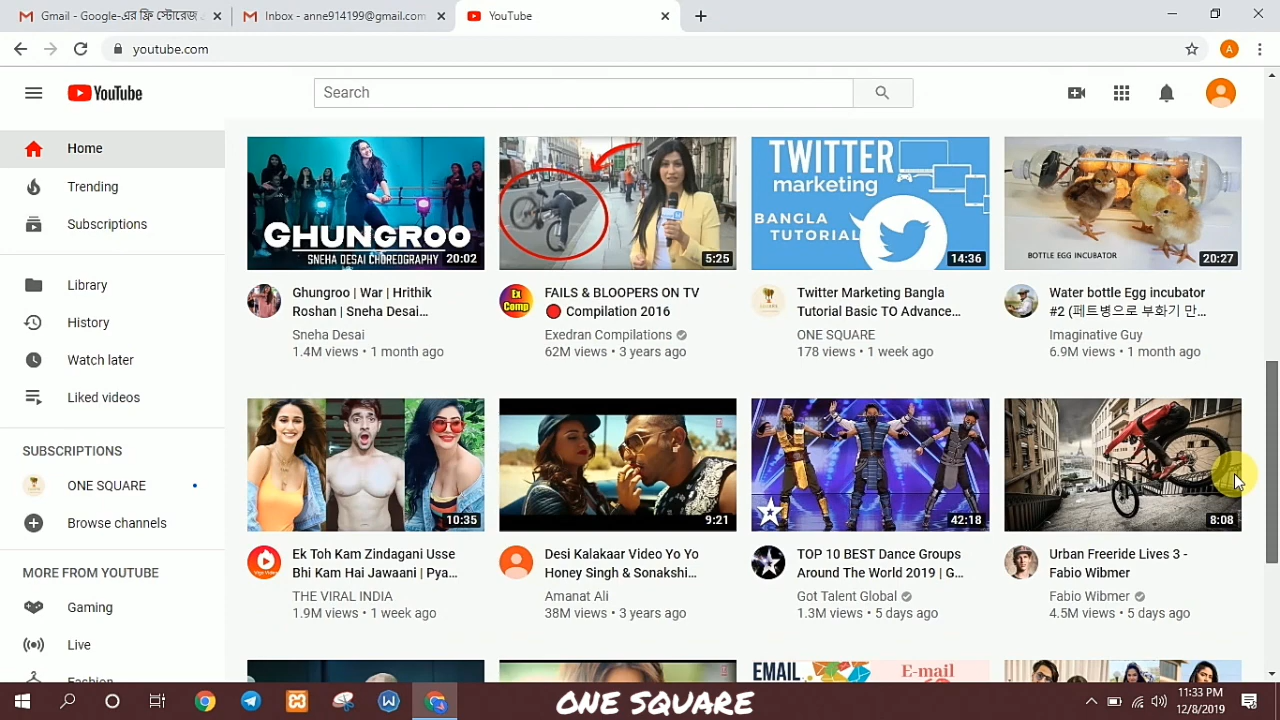 Gmail - Google-এর ফ্রি স্টোরেজ
Inbox - anne914199@gmail.com
YouTube
youtube.com
A
YouTube
Search
Home
Trending
Subscriptions
Library
History
Watch later
Liked videos
SUBSCRIPTIONS
ONE SQUARE
Browse channels
MORE FROM YOUTUBE
Gaming
Live
Fashion
GHUNGROO
SNEHA DESAI CHOREOGRAPHY
20:02
Ghungroo | War | Hrithik
Roshan | Sneha Desai...
Sneha Desai
1.4M views • 1 month ago
5:25
Ex
Comp
FAILS & BLOOPERS ON TV
🔴 Compilation 2016
Exedran Compilations
62M views • 3 years ago
TWITTER
marketing
BANGLA
TUTORIAL
14:36
Twitter Marketing Bangla
Tutorial Basic TO Advance...
ONE SQUARE
178 views • 1 week ago
BOTTLE EGG INCUBATOR
20:27
Water bottle Egg incubator
#2 (페트병으로 부화기 만...
Imaginative Guy
6.9M views • 1 month ago
10:35
Ek Toh Kam Zindagani Usse
Bhi Kam Hai Jawaani | Pya...
THE VIRAL INDIA
1.9M views • 1 week ago
9:21
Desi Kalakaar Video Yo Yo
Honey Singh & Sonakshi...
Amanat Ali
38M views • 3 years ago
42:18
TOP 10 BEST Dance Groups
Around The World 2019 | G...
Got Talent Global
1.3M views • 5 days ago
8:08
Urban Freeride Lives 3 -
Fabio Wibmer
Fabio Wibmer
4.5M views • 5 days ago
EMAIL
E-mail
ONE SQUARE
11:33 PM
12/8/2019